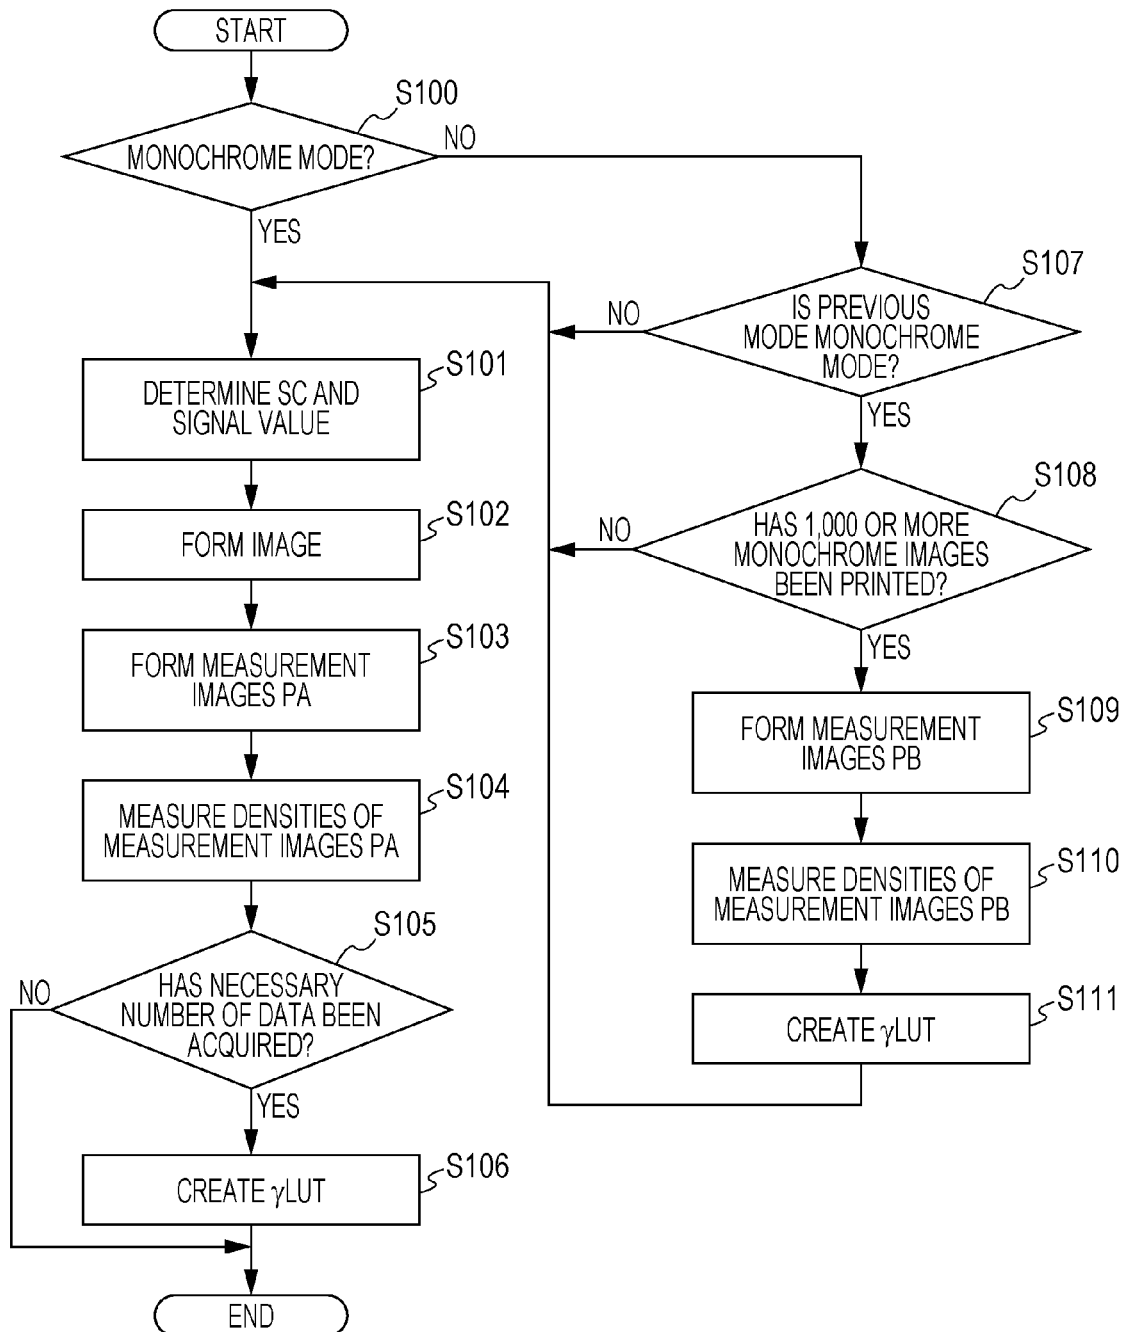 START
S100
MONOCHROME MODE?
NO
YES
S107
IS PREVIOUS
MODE MONOCHROME
MODE?
NO
YES
S101
DETERMINE SC AND
SIGNAL VALUE
S108
HAS 1,000 OR MORE
MONOCHROME IMAGES
BEEN PRINTED?
NO
YES
S102
FORM IMAGE
S103
FORM MEASUREMENT
IMAGES PA
S109
FORM MEASUREMENT
IMAGES PB
S104
MEASURE DENSITIES OF
MEASUREMENT IMAGES PA
S110
MEASURE DENSITIES OF
MEASUREMENT IMAGES PB
S105
HAS NECESSARY
NUMBER OF DATA BEEN
ACQUIRED?
NO
YES
S111
CREATE γLUT
S106
CREATE γLUT
END